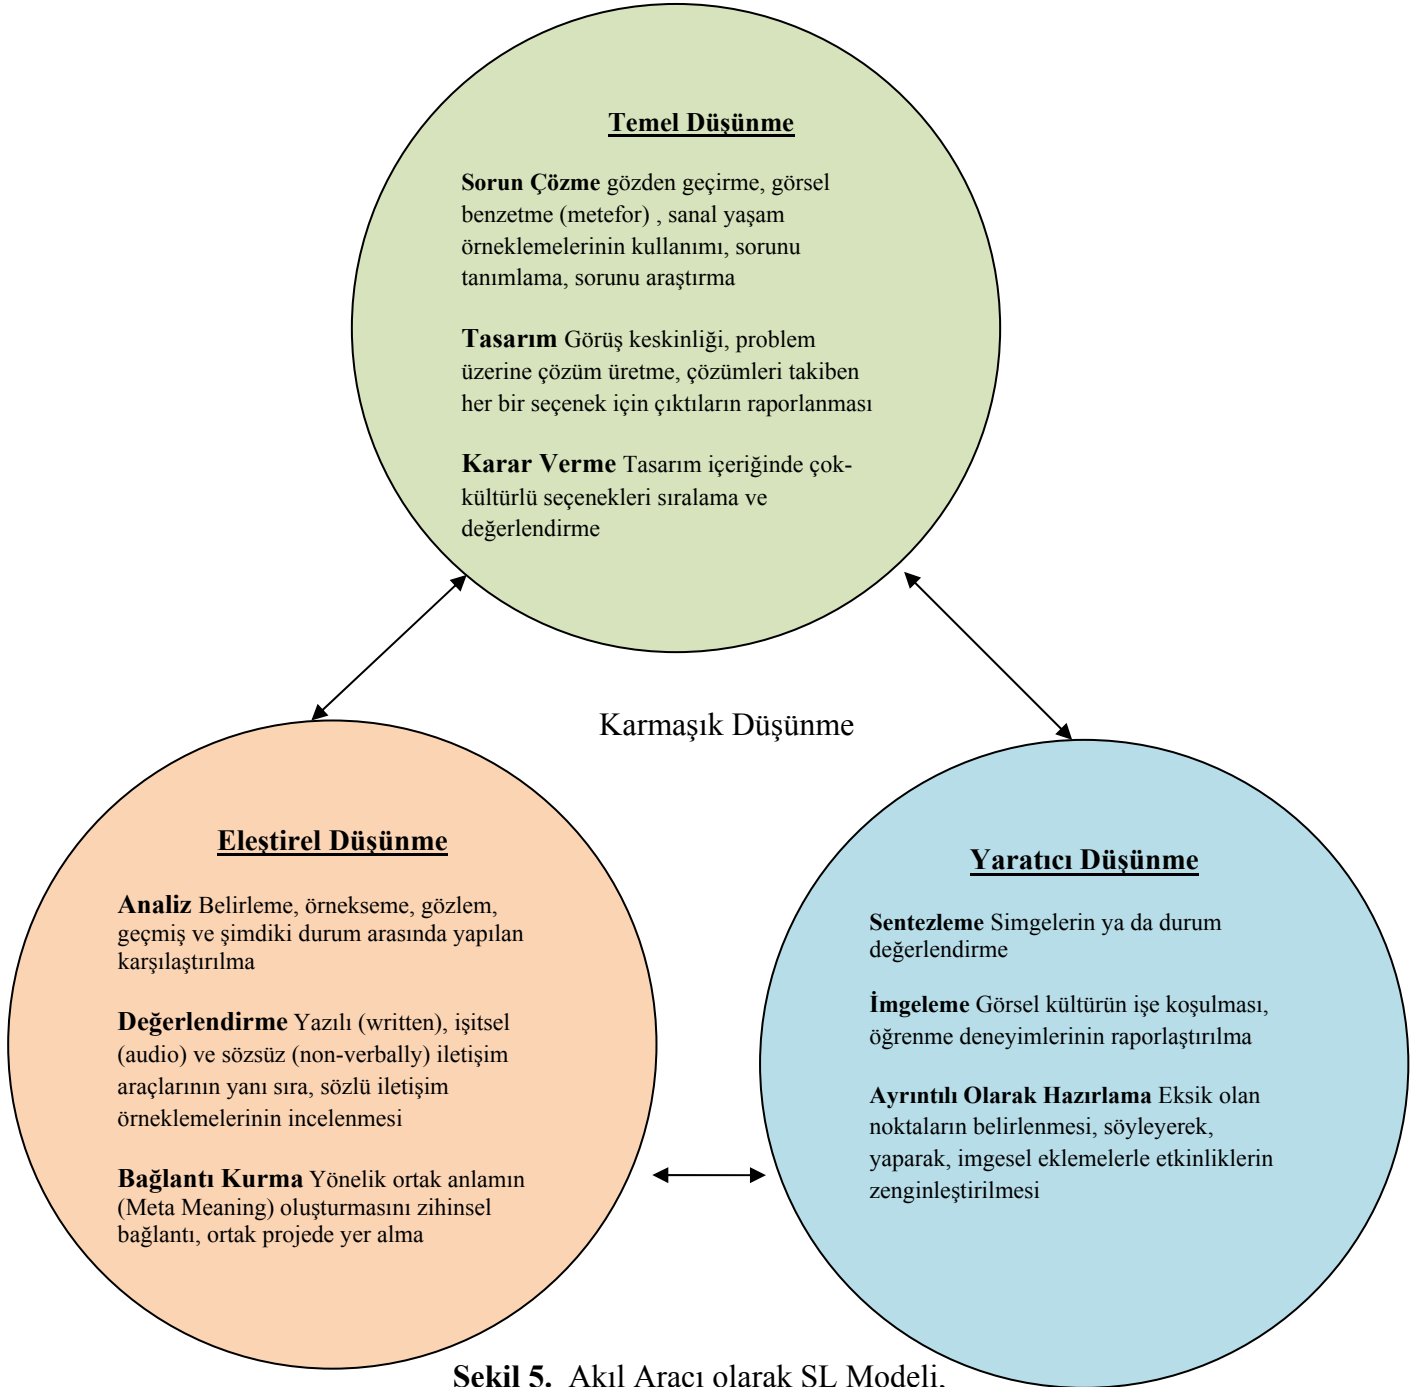 Temel Düşünme
Sorun Çözme gözden geçirme, görsel
benzetme (metefor) , sanal yaşam
örneklemelerinin kullanımı, sorunu
tanımlama, sorunu araştırma
Tasarım Görüş keskinliği, problem
üzerine çözüm üretme, çözümleri takiben
her bir seçenek için çıktıların raporlanması
Karar Verme Tasarım içeriğinde çok-
kültürlü seçenekleri sıralama ve
değerlendirme
Karmaşık Düşünme
Eleştirel Düşünme
Analiz Belirleme, örnekseme, gözlem,
geçmiş ve şimdiki durum arasında yapılan
karşılaştırılma
Değerlendirme Yazılı (written), işitsel
(audio) ve sözsüz (non-verbally) iletişim
araçlarının yanı sıra, sözlü iletişim
örneklemelerinin incelenmesi
Bağlantı Kurma Yönelik ortak anlamın
(Meta Meaning) oluşturmasını zihinsel
bağlantı, ortak projede yer alma
Yaratıcı Düşünme
Sentezleme Simgelerin ya da durum
değerlendirme
İmgeleme Görsel kültürün işe koşulması,
öğrenme deneyimlerinin raporlaştırılma
Ayrıntılı Olarak Hazırlama Eksik olan
noktaların belirlenmesi, söyleyerek,
yaparak, imgesel eklemelerle etkinliklerin
zenginleştirilmesi
Şekil 5. Akıl Aracı olarak SL Modeli,